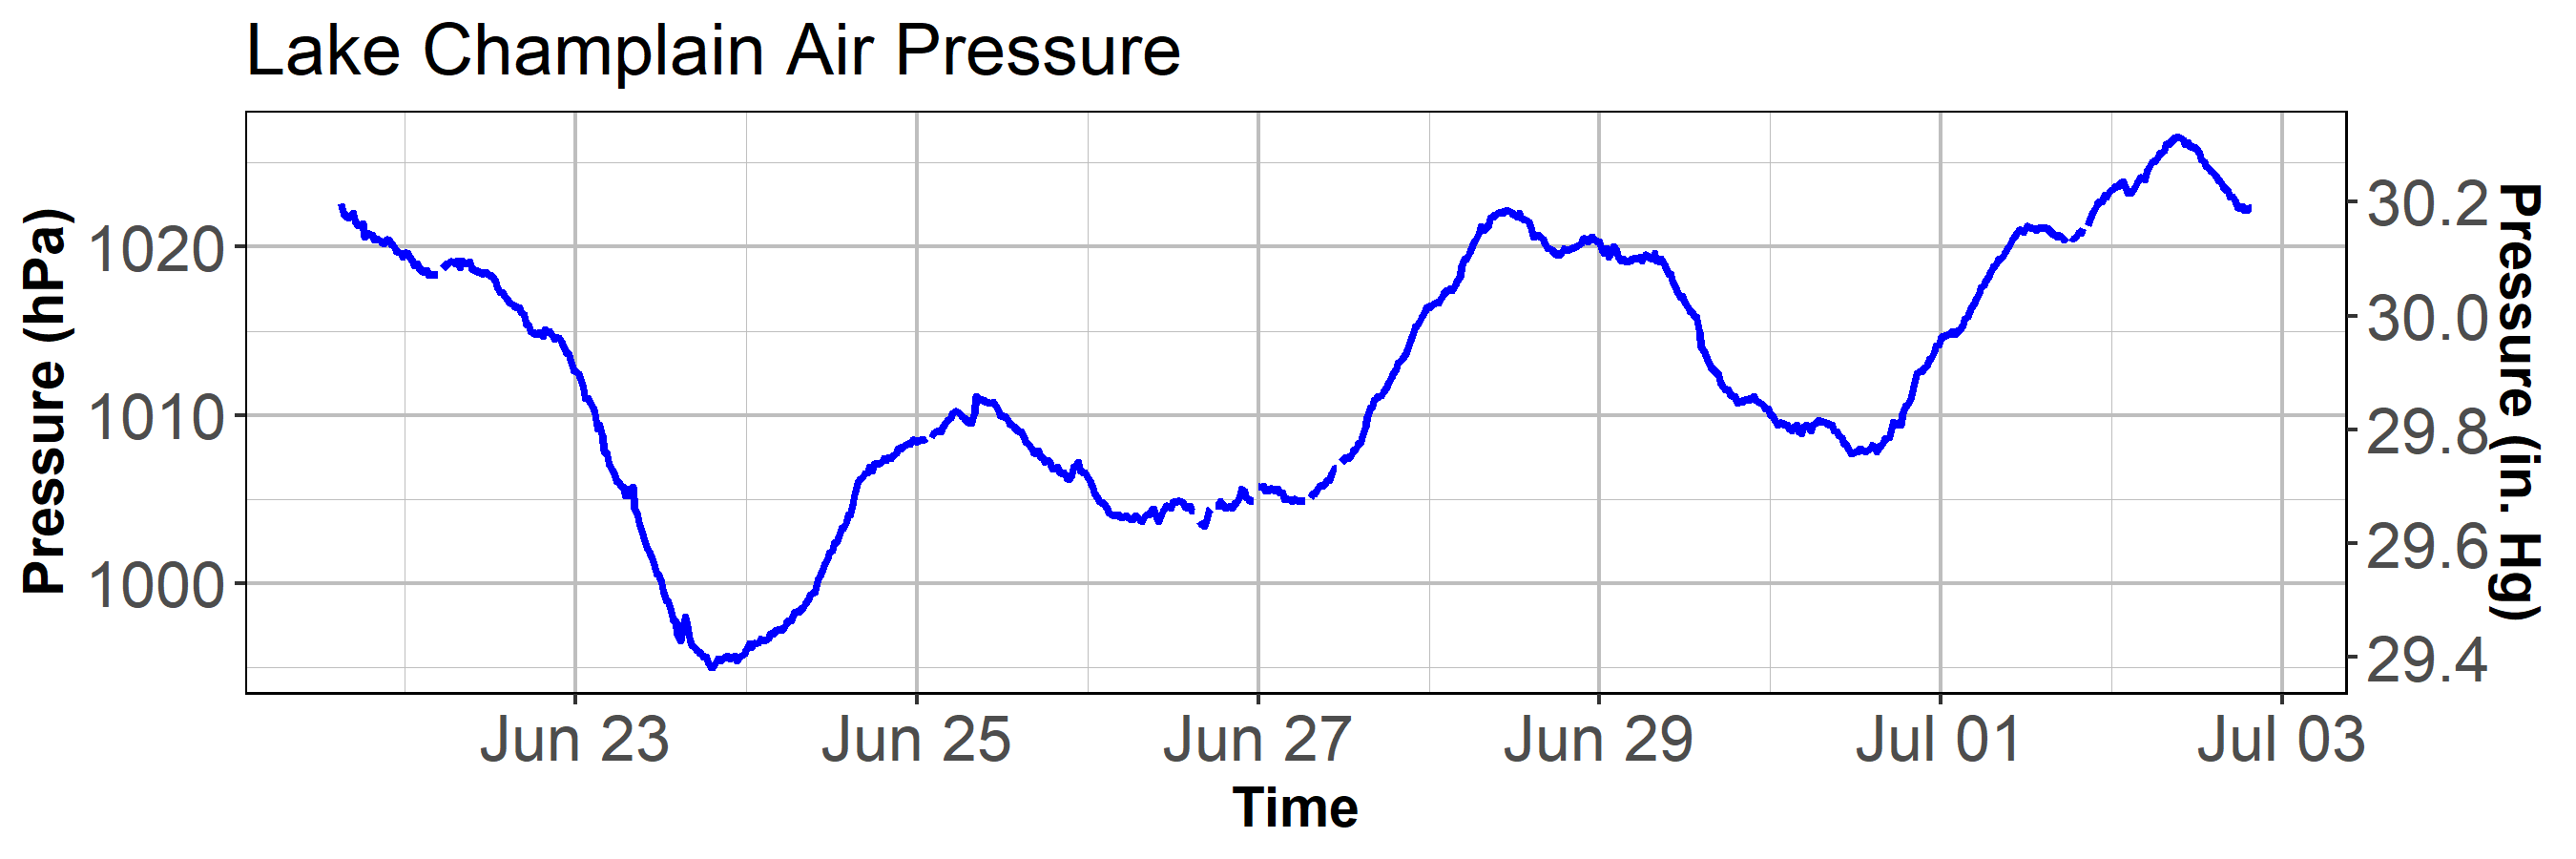 Lake Champlain Air Pressure
Pressure (hPa)
1020
1010
1000
30.2
30.0
29.8
29.6
29.4
Pressure (in. Hg)
Jun 23 Jun 25 Jun 27 Jun 29 Jul 01 Jul 03
Time